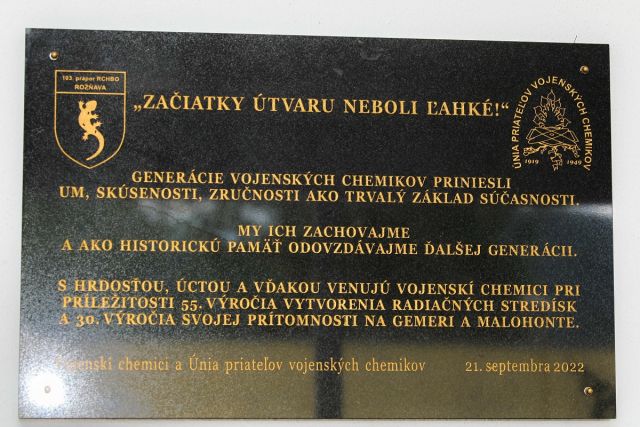 103. prápor RCHBO
ROŽŇAVA
„ZAČIATKY ÚTVARU NEBOLI ĽAHKÉ!“
ÚNIA PRIATEĽOV VOJENSKÝCH CHEMIKOV
1919 1949
GENERÁCIE VOJENSKÝCH CHEMIKOV PRINIESLI
UM, SKÚSENOSTI, ZRUČNOSTI AKO TRVALÝ ZÁKLAD SÚČASNOSTI.
MY ICH ZACHOVAJME
A AKO HISTORICKÚ PAMÄŤ ODOVZDÁVAJME ĎALŠEJ GENERÁCII.
S HRDOSŤOU, ÚCTOU A VĎAKOU VENUJÚ VOJENSKÍ CHEMICI PRI
PRÍLEŽITOSTI 55. VÝROČIA VYTVORENIA RADIAČNÝCH STREDÍSK
A 30. VÝROČIA SVOJEJ PRÍTOMNOSTI NA GEMERI A MALOHONTE.
Vojenskí chemici a Únia priateľov vojenských chemikov 21. septembra 2022